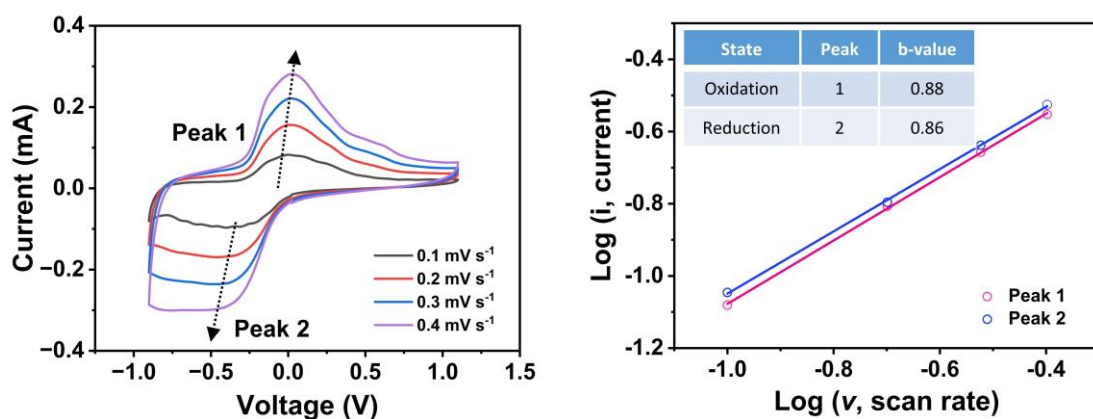 0.4
0.2
0.0
−0.2
−0.4
Current (mA)
Peak 1
Peak 2
0.1 mV s⁻¹
0.2 mV s⁻¹
0.3 mV s⁻¹
0.4 mV s⁻¹
−1.0 −0.5 0.0 0.5 1.0 1.5
Voltage (V)
-0.4
-0.6
-0.8
-1.0
-1.2
Log (i, current)
State Peak b-value
Oxidation 1 0.88
Reduction 2 0.86
Peak 1
Peak 2
-1.0 -0.8 -0.6 -0.4
Log (v, scan rate)